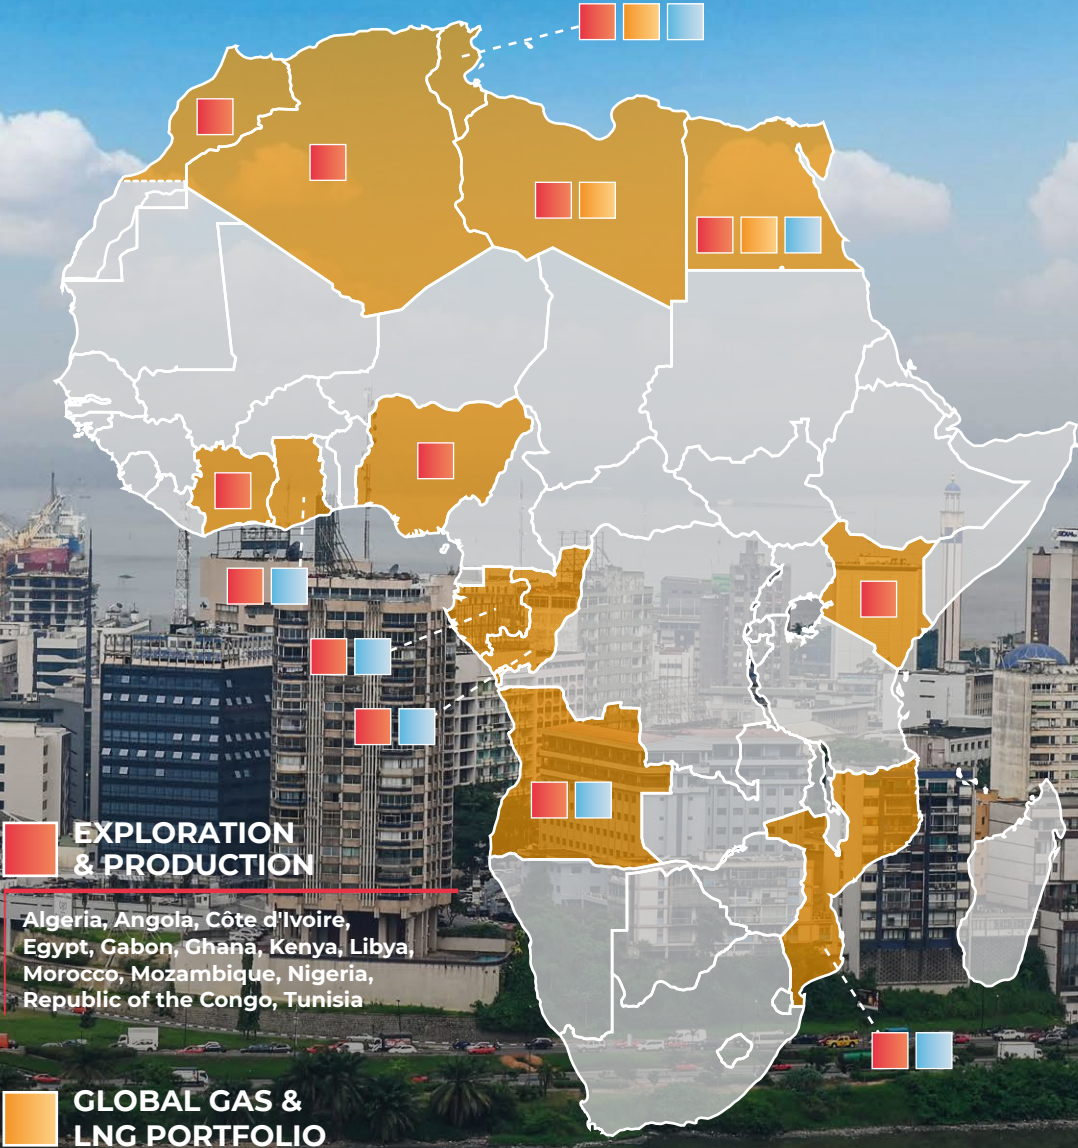 EXPLORATION
& PRODUCTION
Algeria, Angola, Côte d'Ivoire,
Egypt, Gabon, Ghana, Kenya, Libya,
Morocco, Mozambique, Nigeria,
Republic of the Congo, Tunisia
GLOBAL GAS &
LNG PORTFOLIO